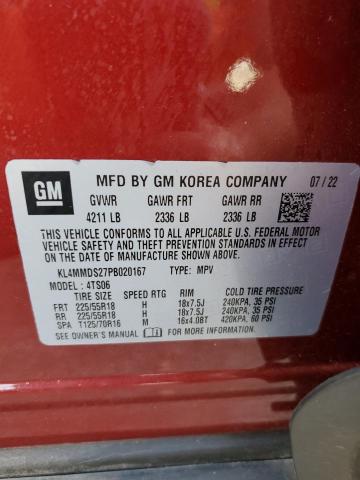 GM
MFD BY GM KOREA COMPANY 07/22
GVWR GAWR FRT GAWR RR
4211 LB 2336 LB 2336 LB
THIS VEHICLE CONFORMS TO ALL U.S. FEDERAL MOTOR
VEHICLE SAFETY, BUMPER, AND THEFT PREVENTION STANDARDS IN EFFECT
ON THE DATE OF MANUFACTURE SHOWN ABOVE.
KL4MMDS27PB020167 TYPE: MPV
MODEL: 4TS06
TIRE SIZE SPEED RTG RIM COLD TIRE PRESSURE
FRT 225/55R18 H 18x7.5J 240KPA, 35 PSI
RR 225/55R18 H 18x7.5J 240KPA, 35 PSI
SPA T125/70R16 M 16x4.0BT 420KPA, 60 PSI
SEE OWNER'S MANUAL FOR ADDITIONAL INFORMATION